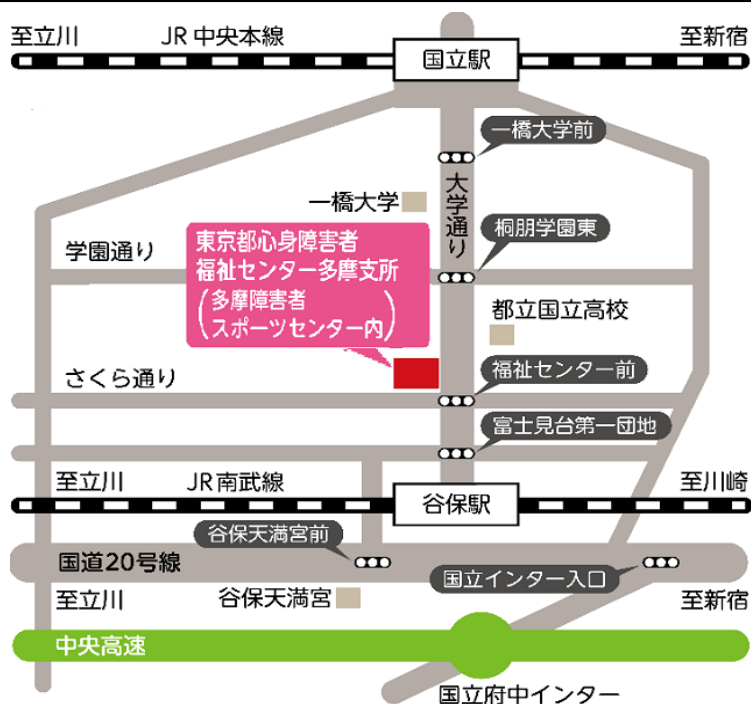 至立川
JR中央本線
国立駅
至新宿
一橋大学前
一橋大学
大学通り
学園通り
桐朋学園東
東京都心身障害者
福祉センター多摩支所
(多摩障害者
スポーツセンター内)
都立国立高校
さくら通り
福祉センター前
富士見台第一団地
至立川
JR南武線
谷保駅
至川崎
谷保天満宮前
国道20号線
国立インター入口
至立川
谷保天満宮
至新宿
中央高速
国立府中インター